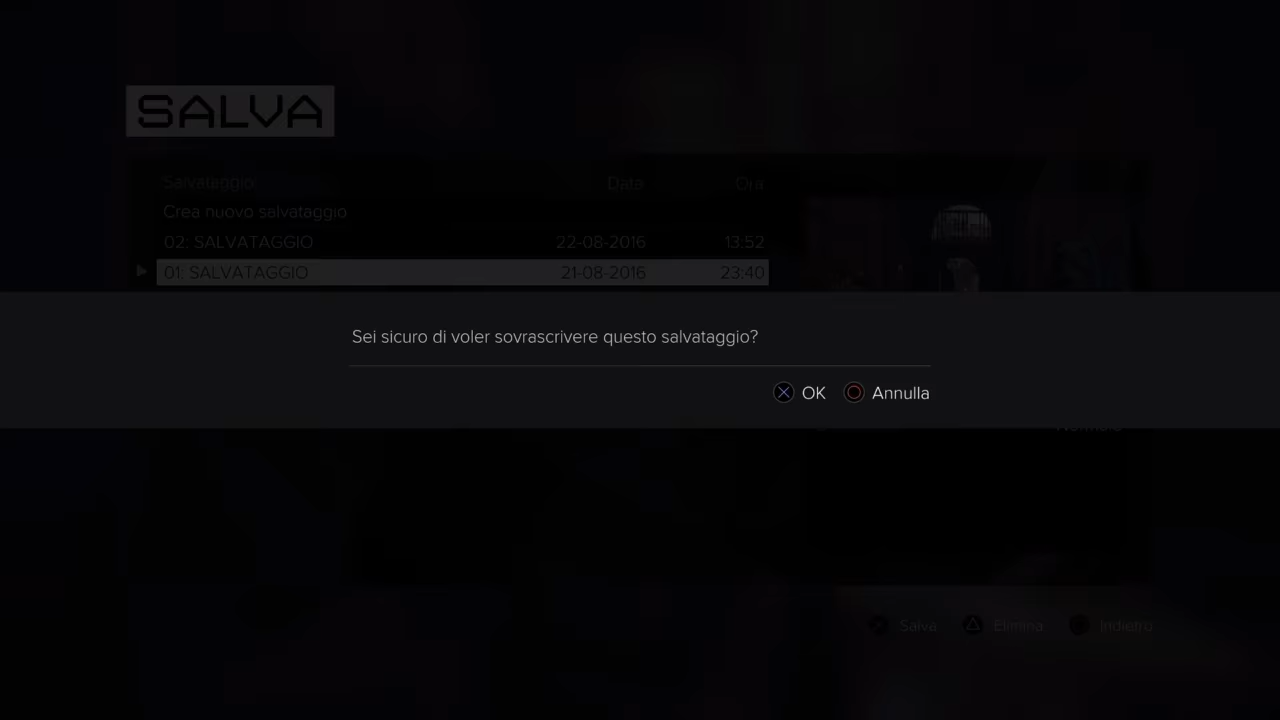 SALVA
Salvataggio Data Ora
Crea nuovo salvataggio
02: SALVATAGGIO 22-08-2016 13:52
01: SALVATAGGIO 21-08-2016 23:40
Sei sicuro di voler sovrascrivere questo salvataggio?
OK Annulla
Normale
Salva Elimina Indietro